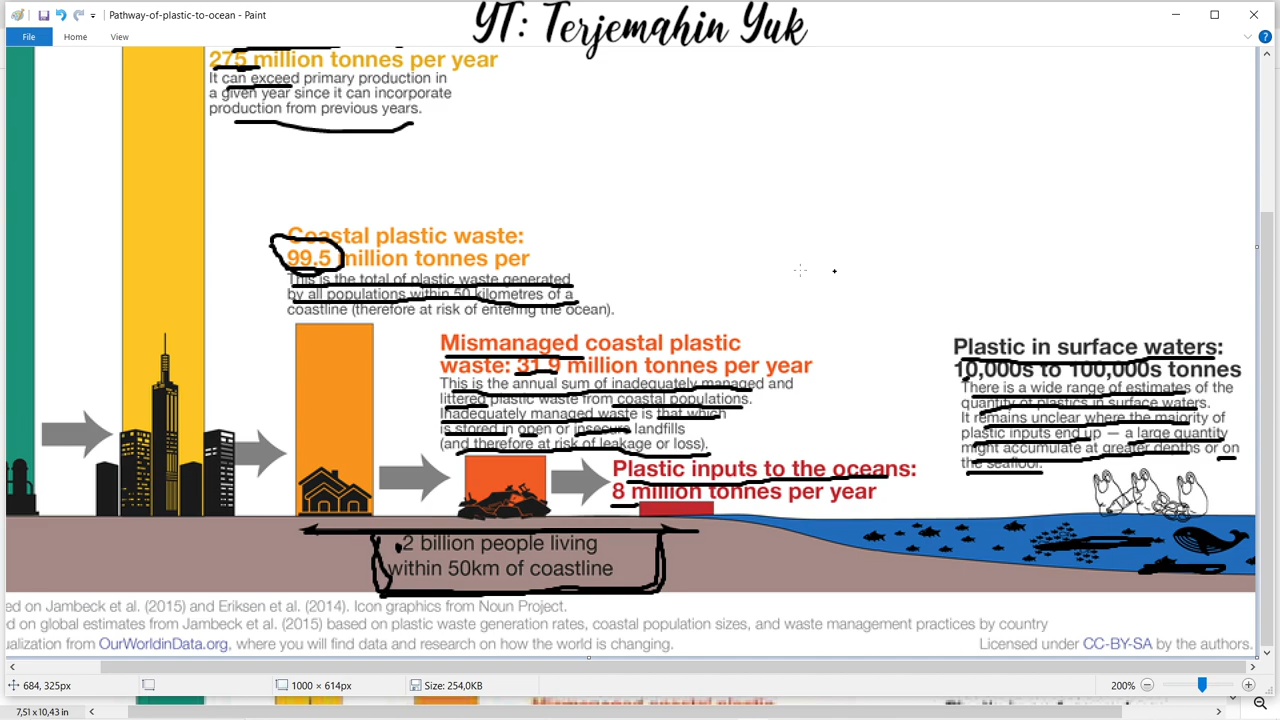 Pathway-of-plastic-to-ocean - Paint
YT: Terjemahin Yuk
File Home View
275 million tonnes per year
It can exceed primary production in
a given year since it can incorporate
production from previous years.
Coastal plastic waste:
99.5 million tonnes per
This is the total of plastic waste generated
by all populations within 50 kilometres of a
coastline (therefore at risk of entering the ocean).
Mismanaged coastal plastic
waste: 31.9 million tonnes per year
This is the annual sum of inadequately managed and
littered plastic waste from coastal populations.
Inadequately managed waste is that which
is stored in open or insecure landfills
(and therefore at risk of leakage or loss).
Plastic inputs to the oceans:
8 million tonnes per year
Plastic in surface waters:
10,000s to 100,000s tonnes
There is a wide range of estimates of the
quantity of plastics in surface waters.
It remains unclear where the majority of
plastic inputs end up — a large quantity
might accumulate at greater depths or on
the seafloor.
2 billion people living
within 50km of coastline
ed on Jambeck et al. (2015) and Eriksen et al. (2014). Icon graphics from Noun Project.
d on global estimates from Jambeck et al. (2015) based on plastic waste generation rates, coastal population sizes, and waste management practices by country
ualization from OurWorldinData.org, where you will find data and research on how the world is changing.
Licensed under CC-BY-SA by the authors.
684, 325px
1000 × 614px
Size: 254,0KB
200%
7,51 x 10,43 in